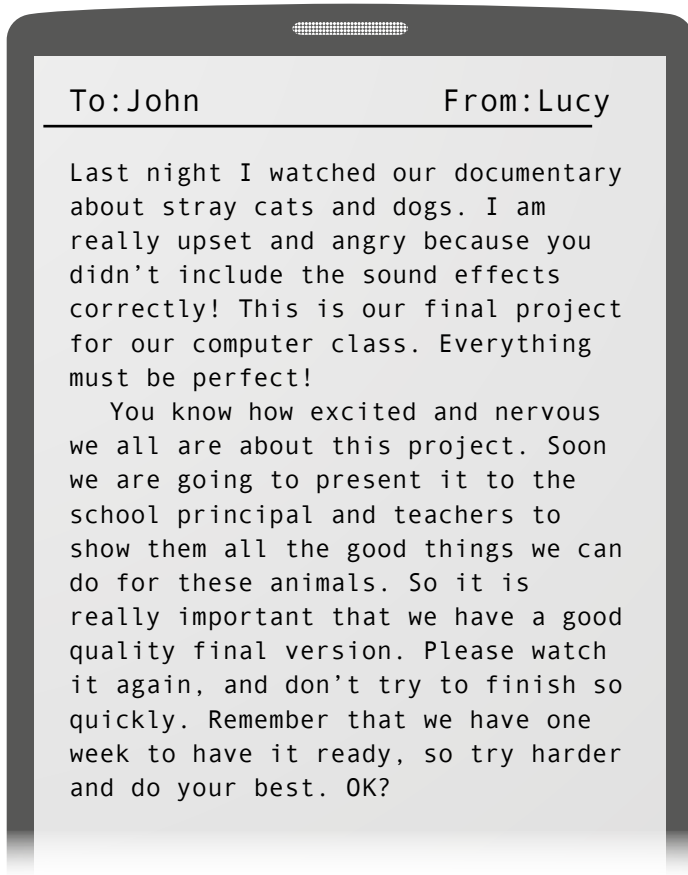 To:John From:Lucy
Last night I watched our documentary
about stray cats and dogs. I am
really upset and angry because you
didn’t include the sound effects
correctly! This is our final project
for our computer class. Everything
must be perfect!
You know how excited and nervous
we all are about this project. Soon
we are going to present it to the
school principal and teachers to
show them all the good things we can
do for these animals. So it is
really important that we have a good
quality final version. Please watch
it again, and don’t try to finish so
quickly. Remember that we have one
week to have it ready, so try harder
and do your best. OK?